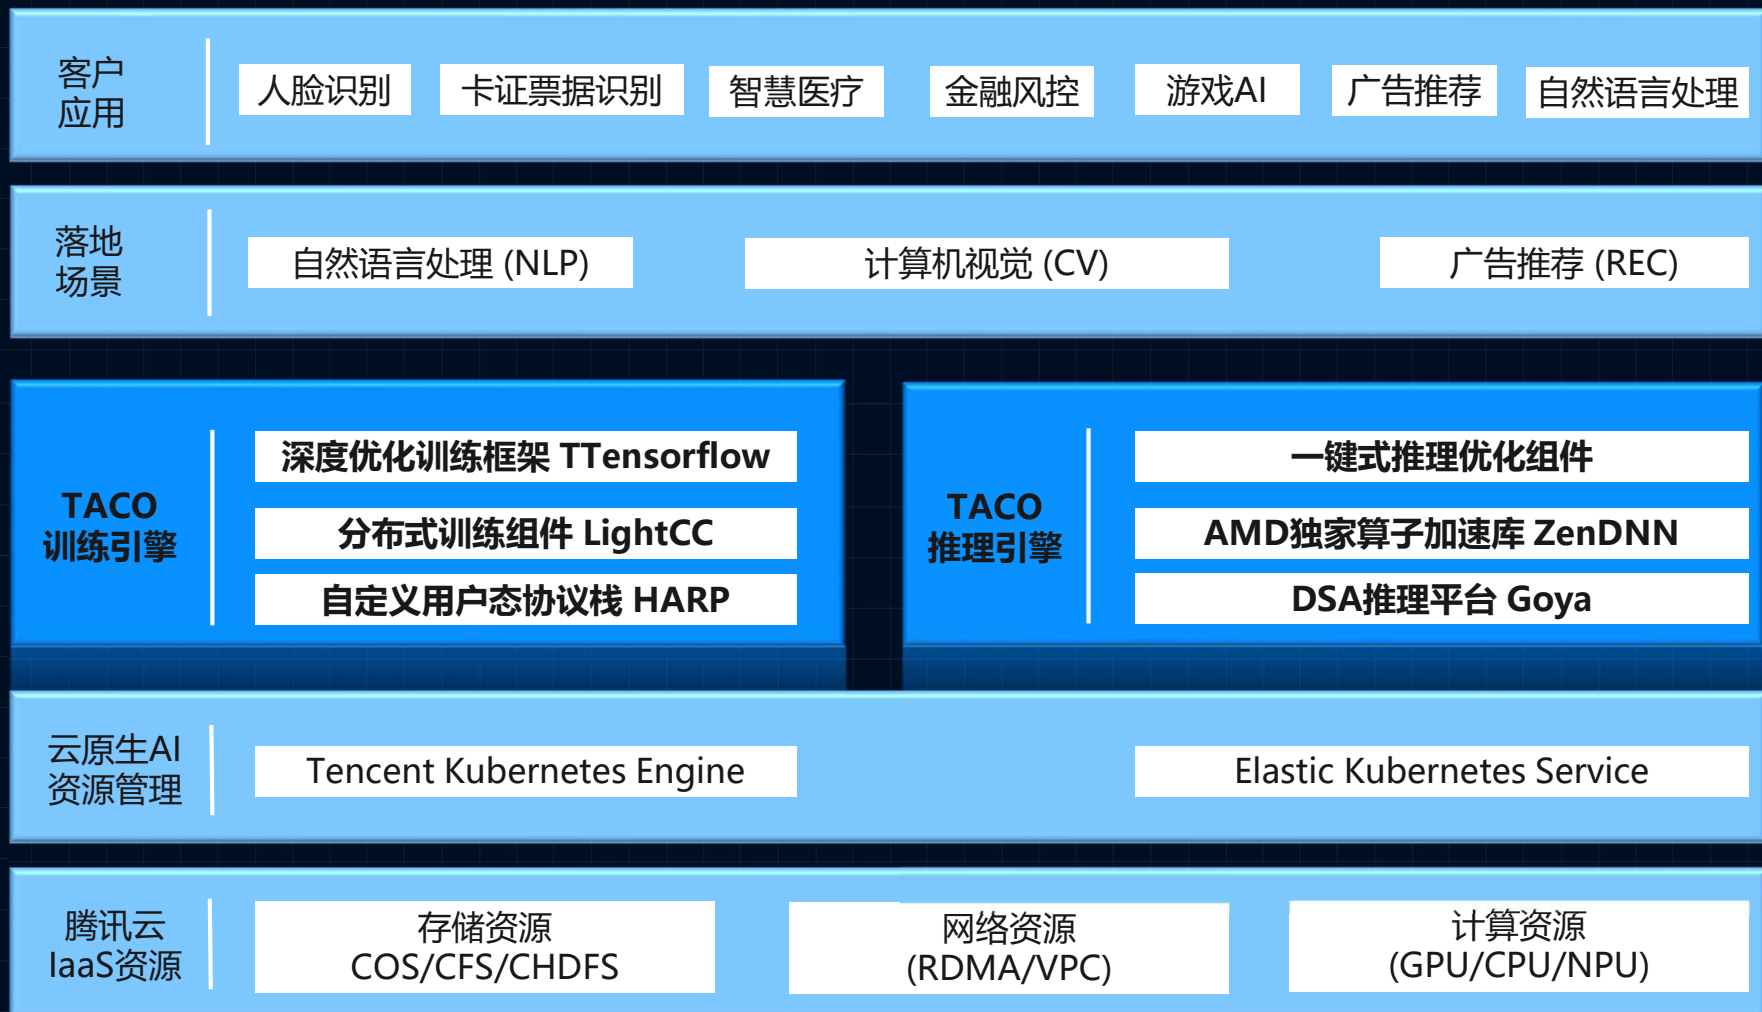 客户
应用
人脸识别
卡证票据识别
智慧医疗
金融风控
游戏AI
广告推荐
自然语言处理
落地
场景
自然语言处理 (NLP)
计算机视觉 (CV)
广告推荐 (REC)
TACO
训练引擎
深度优化训练框架 TTensorflow
分布式训练组件 LightCC
自定义用户态协议栈 HARP
TACO
推理引擎
一键式推理优化组件
AMD独家算子加速库 ZenDNN
DSA推理平台 Goya
云原生AI
资源管理
Tencent Kubernetes Engine
Elastic Kubernetes Service
腾讯云
IaaS资源
存储资源
COS/CFS/CHDFS
网络资源
(RDMA/VPC)
计算资源
(GPU/CPU/NPU)